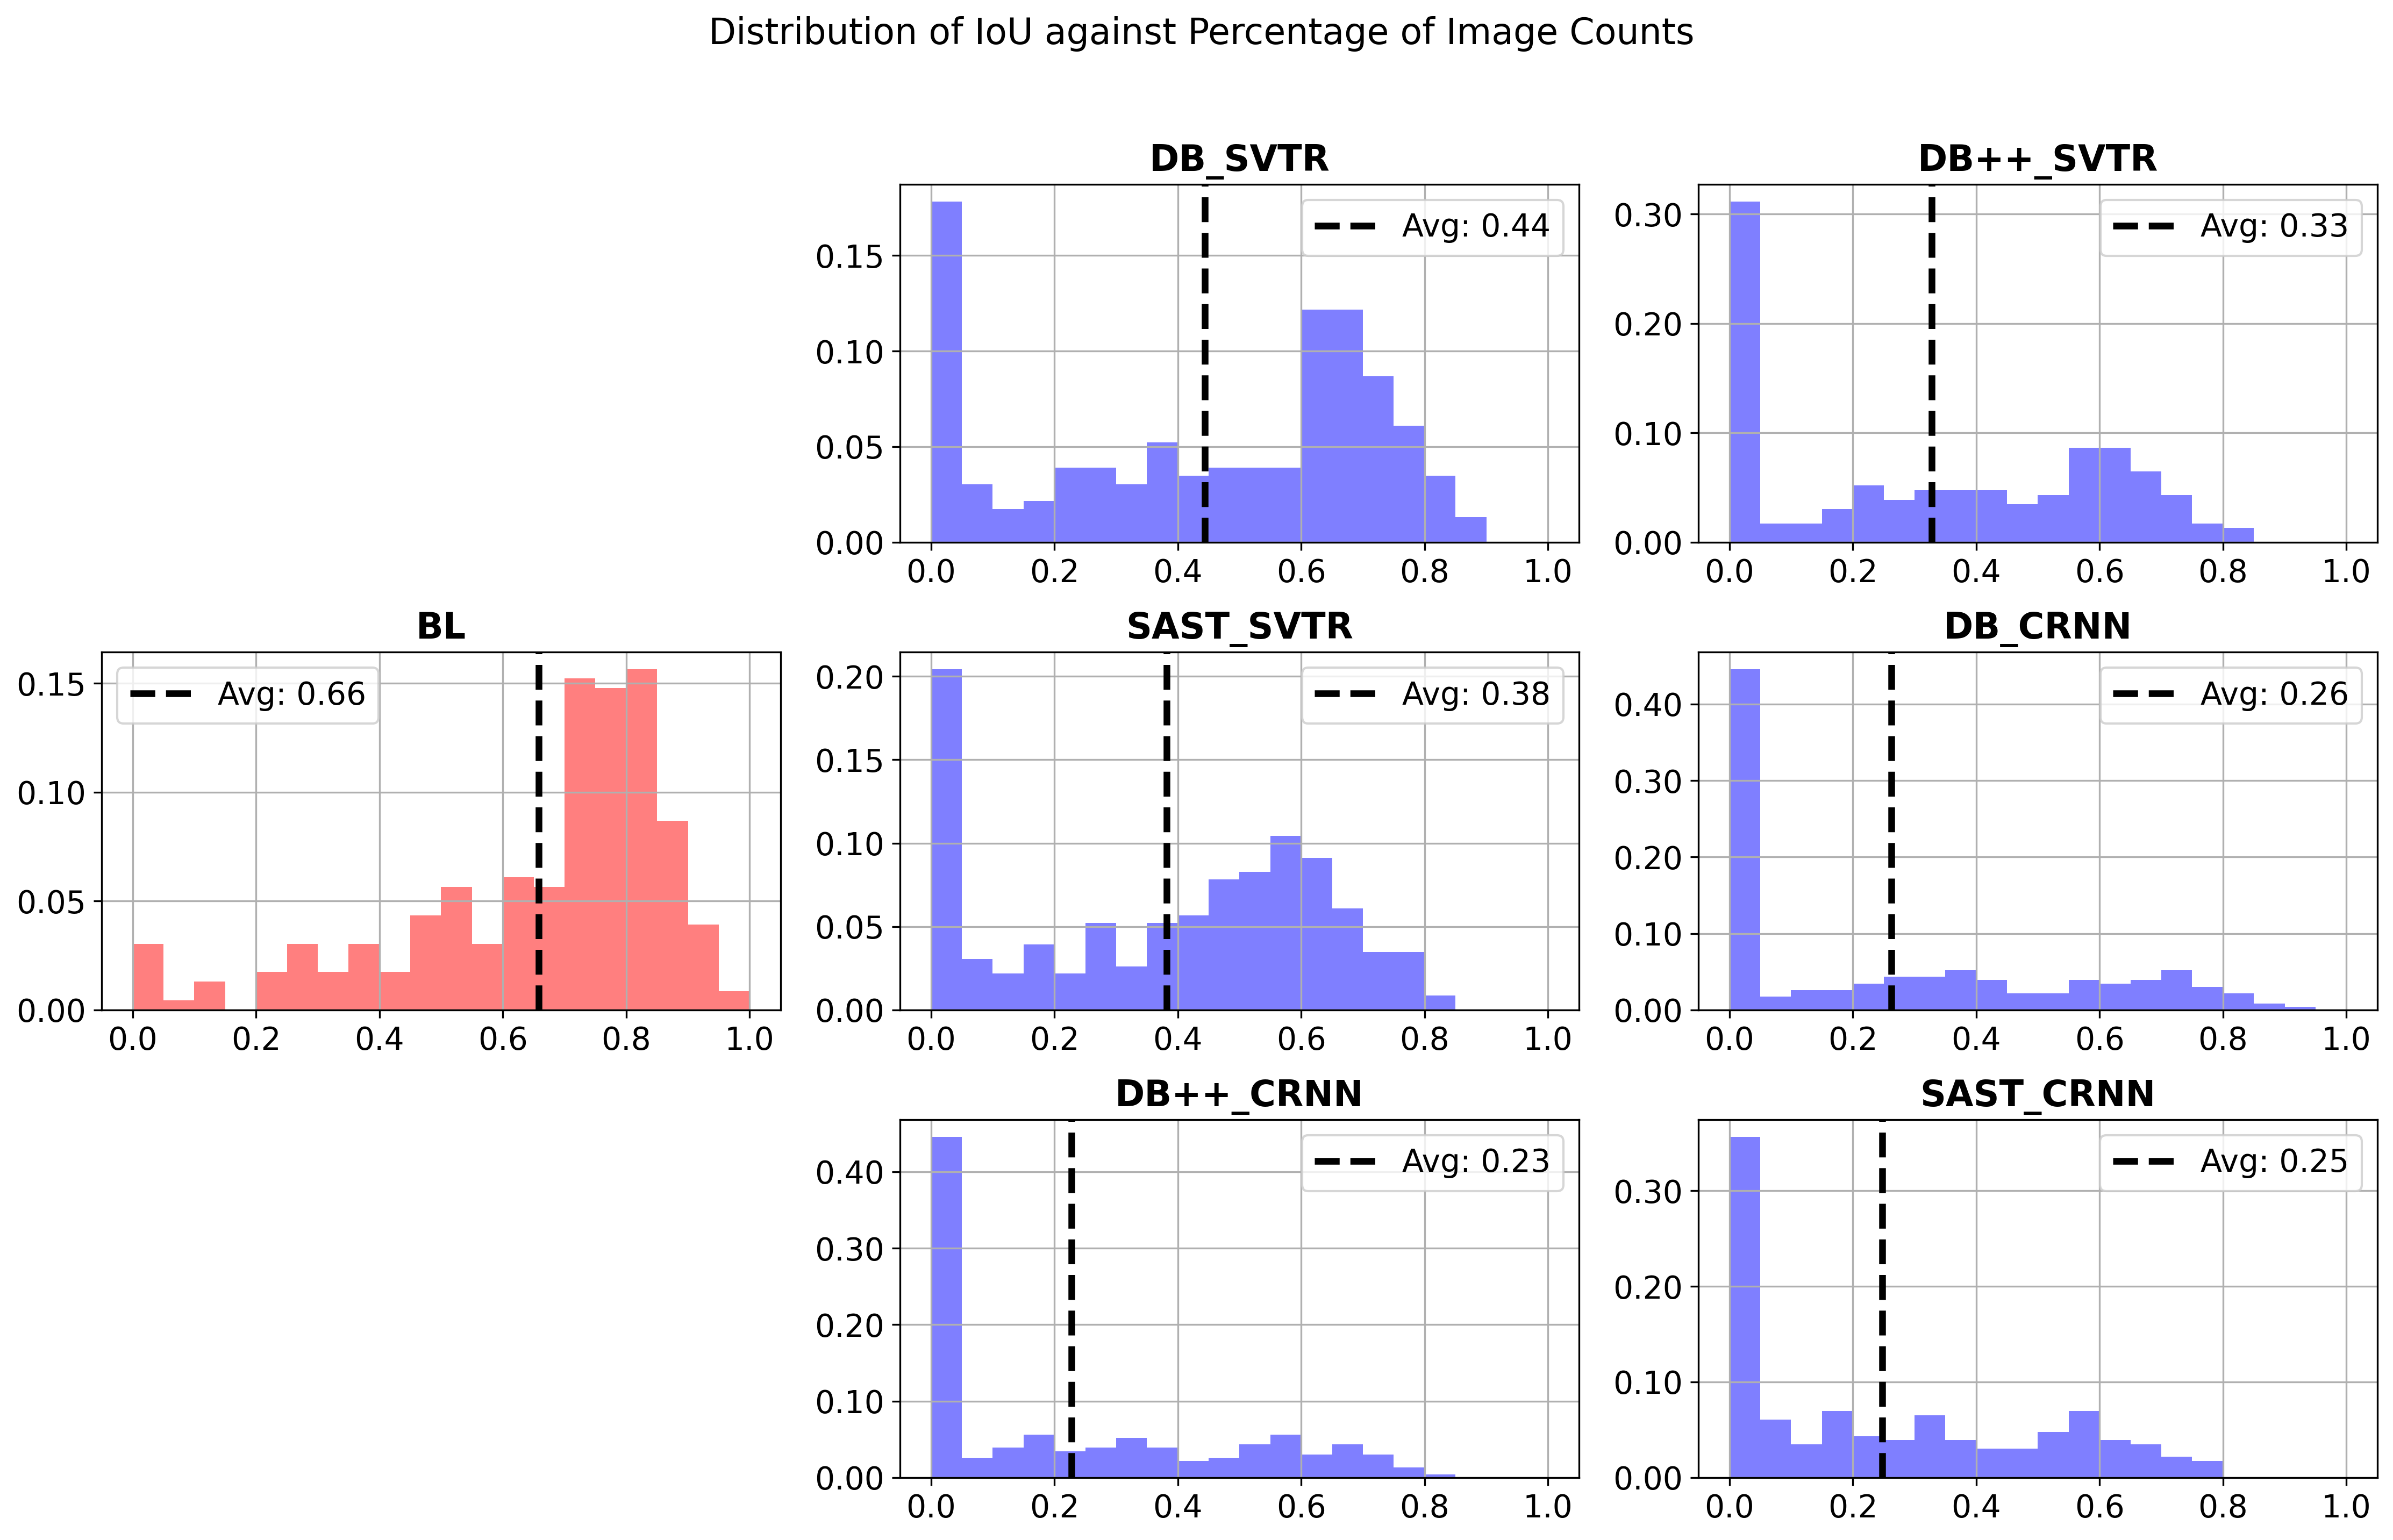 Distribution of IoU against Percentage of Image Counts
DB_SVTR
Avg: 0.44
0.15
0.10
0.05
0.00
0.0 0.2 0.4 0.6 0.8 1.0
DB++_SVTR
Avg: 0.33
0.30
0.20
0.10
0.00
0.0 0.2 0.4 0.6 0.8 1.0
BL
Avg: 0.66
0.15
0.10
0.05
0.00
0.0 0.2 0.4 0.6 0.8 1.0
SAST_SVTR
Avg: 0.38
0.20
0.15
0.10
0.05
0.00
0.0 0.2 0.4 0.6 0.8 1.0
DB_CRNN
Avg: 0.26
0.40
0.30
0.20
0.10
0.00
0.0 0.2 0.4 0.6 0.8 1.0
DB++_CRNN
Avg: 0.23
0.40
0.30
0.20
0.10
0.00
0.0 0.2 0.4 0.6 0.8 1.0
SAST_CRNN
Avg: 0.25
0.30
0.20
0.10
0.00
0.0 0.2 0.4 0.6 0.8 1.0